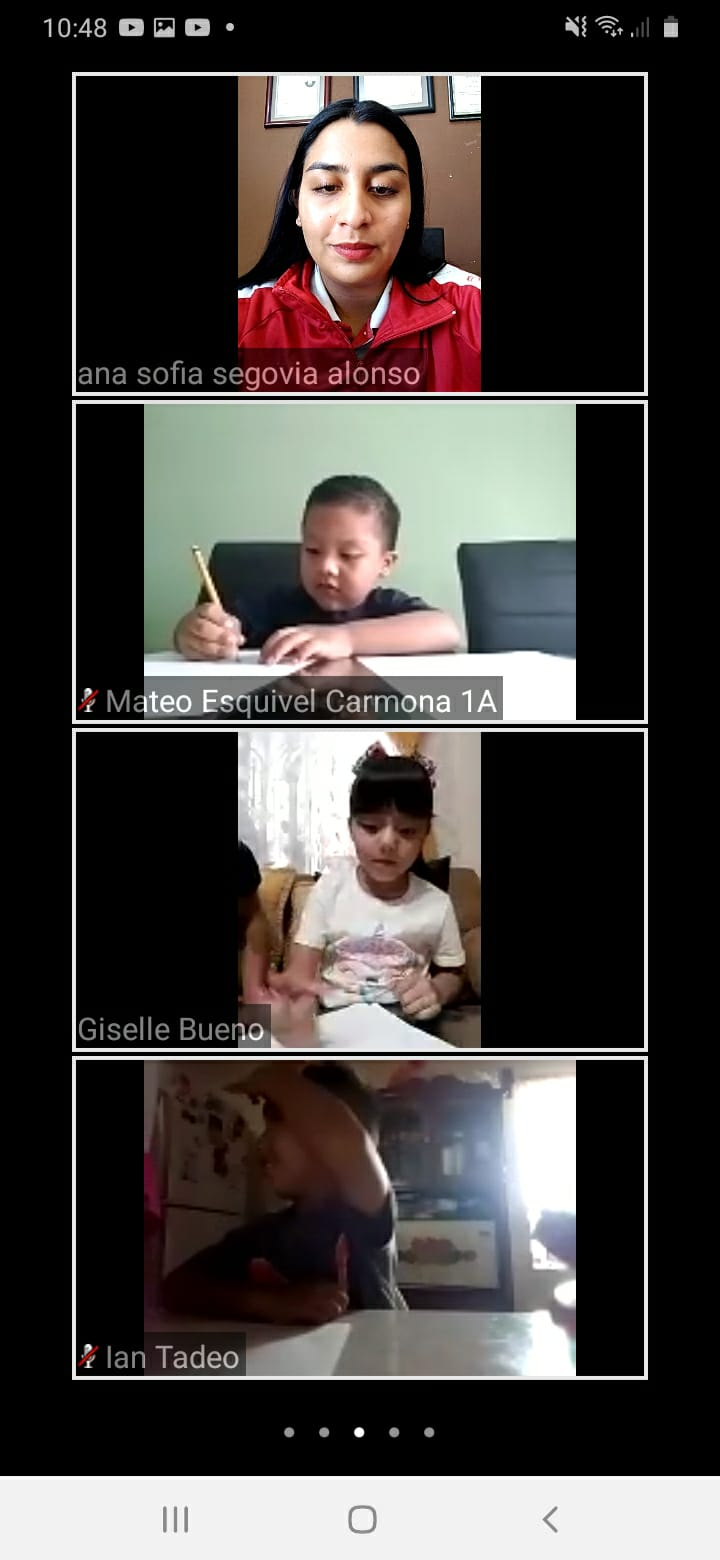 10:48
ana sofia segovia alonso
Mateo Esquivel Carmona 1A
Giselle Bueno
Ian Tadeo